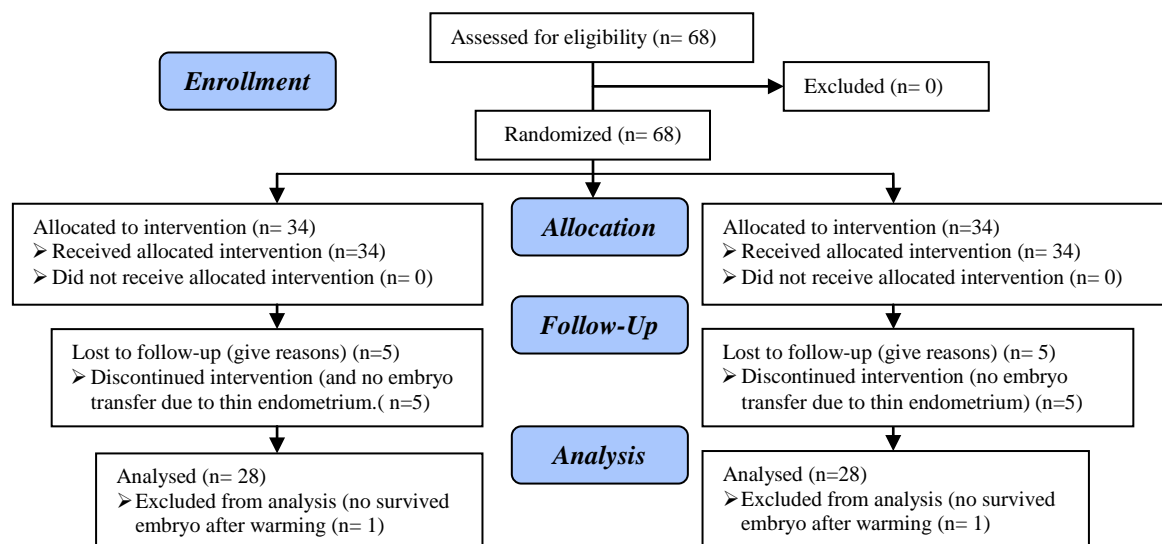 Assessed for eligibility (n= 68)
Enrollment
Excluded (n= 0)
Randomized (n= 68)
Allocated to intervention (n= 34)
➢ Received allocated intervention (n=34)
➢ Did not receive allocated intervention (n= 0)
Allocation
Allocated to intervention (n=34)
➢ Received allocated intervention (n= 34)
➢ Did not receive allocated intervention (n= 0)
Follow-Up
Lost to follow-up (give reasons) (n=5)
➢ Discontinued intervention (and no embryo
transfer due to thin endometrium.( n=5)
Lost to follow-up (give reasons) (n= 5)
➢ Discontinued intervention (no embryo
transfer due to thin endometrium) (n=5)
Analysis
Analysed (n= 28)
➢ Excluded from analysis (no survived
embryo after warming (n= 1)
Analysed (n=28)
➢ Excluded from analysis (no survived
embryo after warming (n= 1)